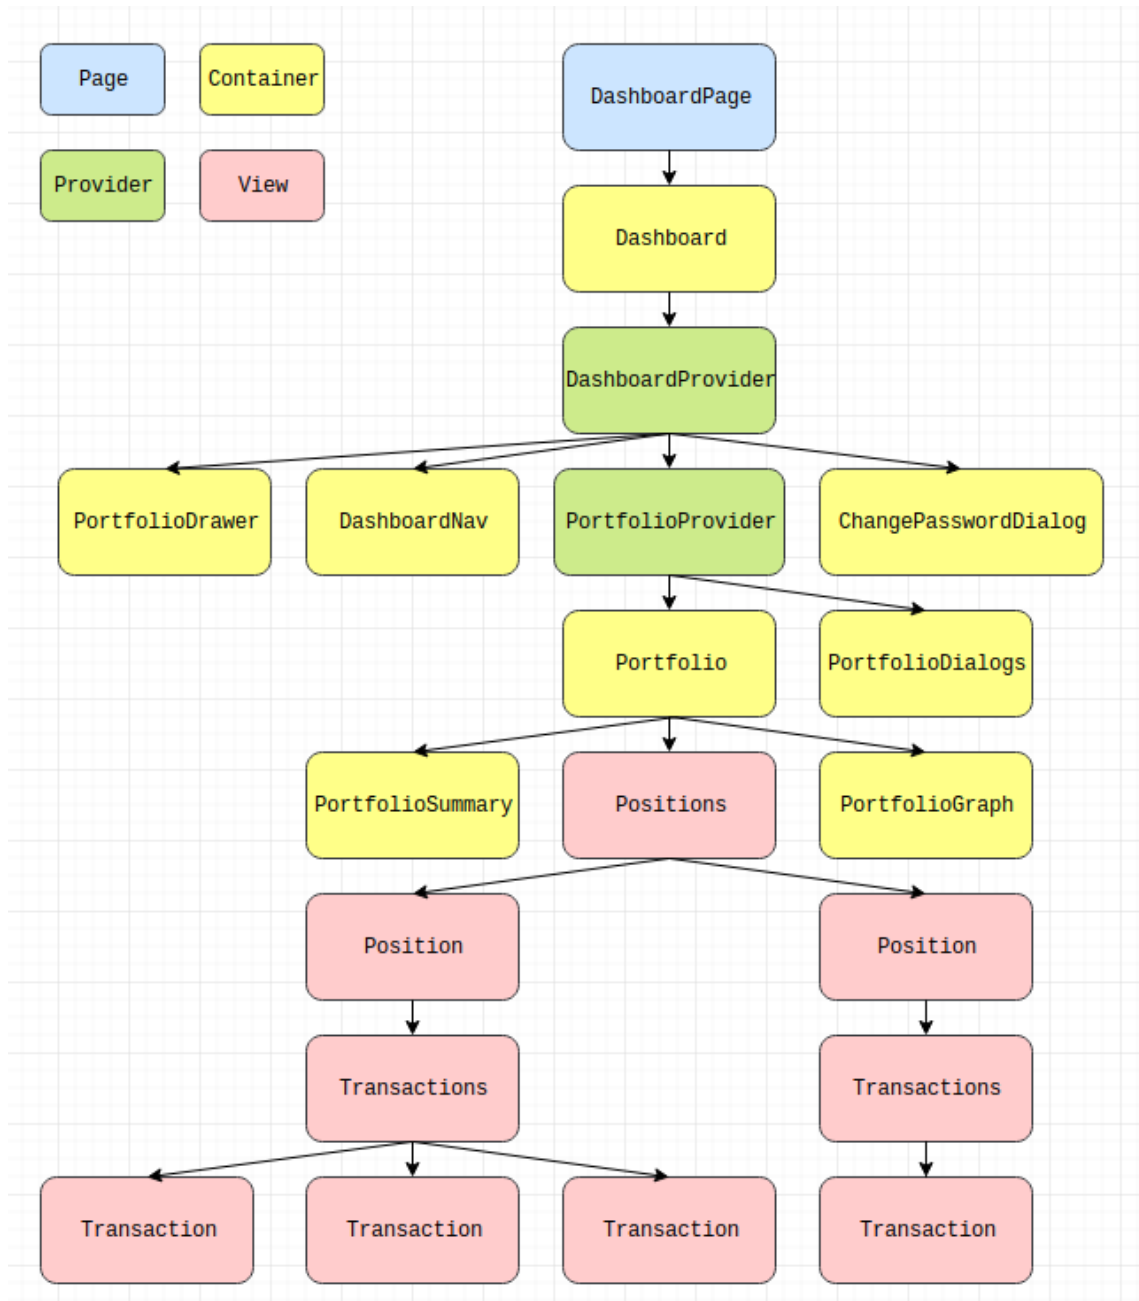 Page
Container
Provider
View
DashboardPage
Dashboard
DashboardProvider
PortfolioDrawer
DashboardNav
PortfolioProvider
ChangePasswordDialog
Portfolio
PortfolioDialogs
PortfolioSummary
Positions
PortfolioGraph
Position
Position
Transactions
Transactions
Transaction
Transaction
Transaction
Transaction